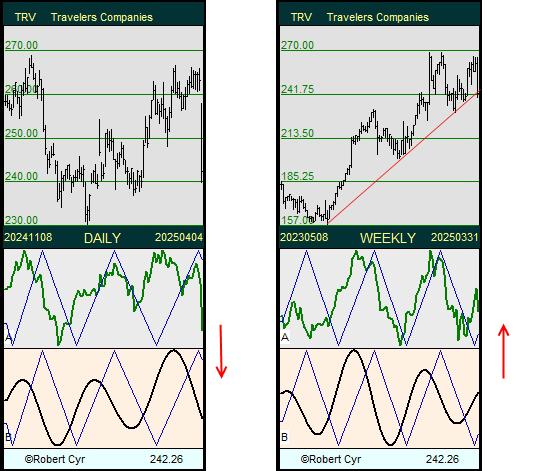 TRV Travelers Companies
270.00
260.00
250.00
240.00
230.00
20241108 DAILY 20250404
A
B
©Robert Cyr 242.26
TRV Travelers Companies
270.00
241.75
213.50
185.25
157.00
20230508 WEEKLY 20250331
A
B
©Robert Cyr 242.26